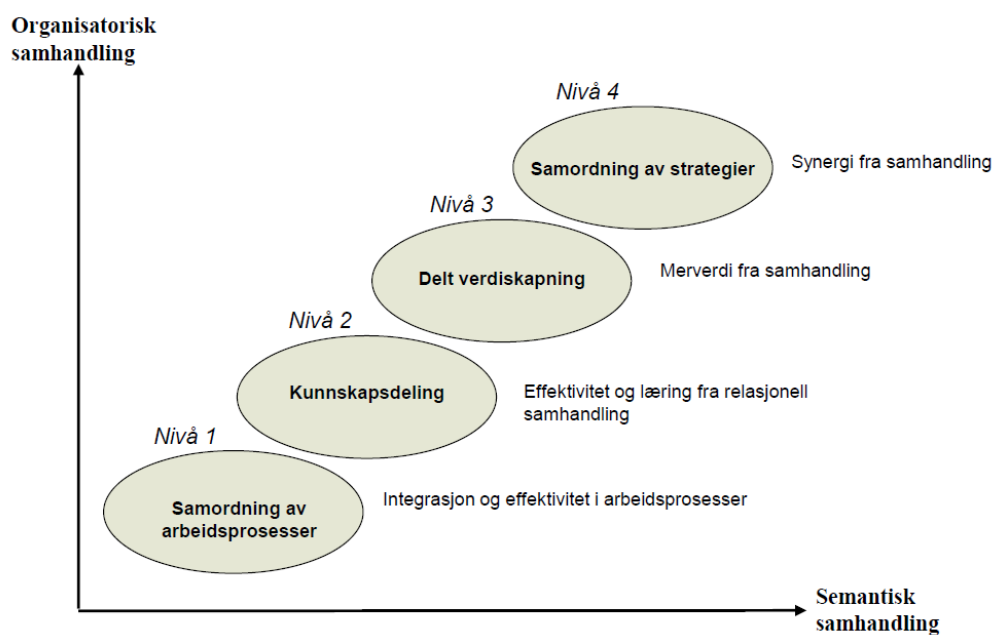 Organisatorisk
samhandling
Nivå 4
Samordning av strategier
Synergi fra samhandling
Nivå 3
Delt verdiskapning
Merverdi fra samhandling
Nivå 2
Kunnskapsdeling
Effektivitet og læring fra relasjonell
samhandling
Nivå 1
Samordning av
arbeidsprosesser
Integrasjon og effektivitet i arbeidsprosesser
Semantisk
samhandling